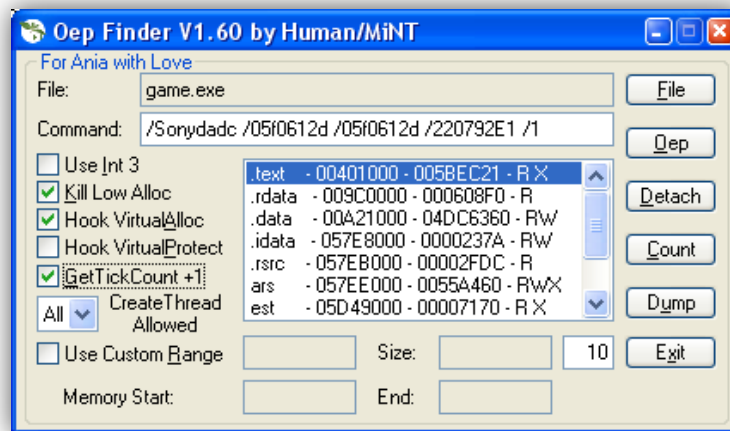 Oep Finder V1.60 by Human/MiNT
For Ania with Love
File: game.exe File
Command: /Sonydadc /05f0612d /05f0612d /220792E1 /1
Oep
Use Int 3
Kill Low Alloc
Hook VirtualAlloc
Hook VirtualProtect
GetTickCount +1
All CreateThread
Allowed
.text - 00401000 - 005BEC21 - R X
.rdata - 009C0000 - 000608F0 - R
.data - 00A21000 - 04DC6360 - RW
.idata - 057E8000 - 0000237A - RW
.rsrc - 057EB000 - 00002FDC - R
ars - 057EE000 - 0055A460 - RWX
est - 05D49000 - 00007170 - R X
Detach
Count
Dump
Use Custom Range Size: 10 Exit
Memory Start: End: